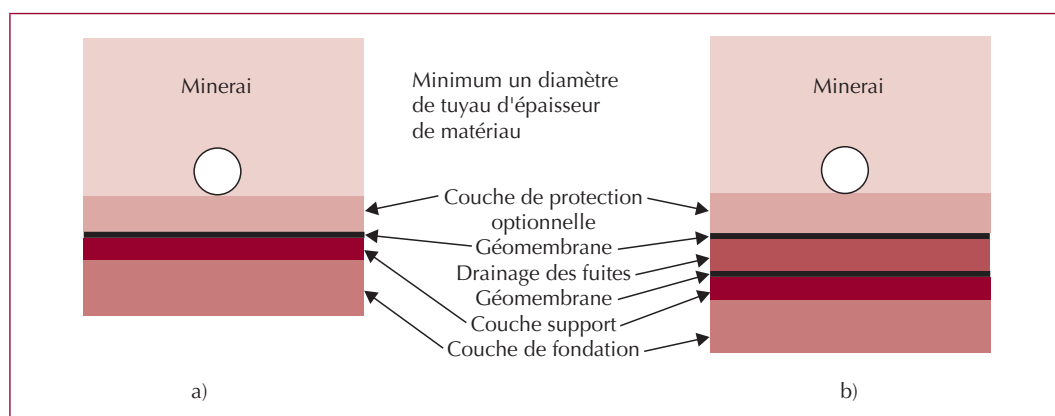 Minerai
Minimum un diamètre
de tuyau d'épaisseur
de matériau
Minerai
Couche de protection
optionnelle
Géomembrane
Drainage des fuites
Géomembrane
Couche support
Couche de fondation
a)
b)